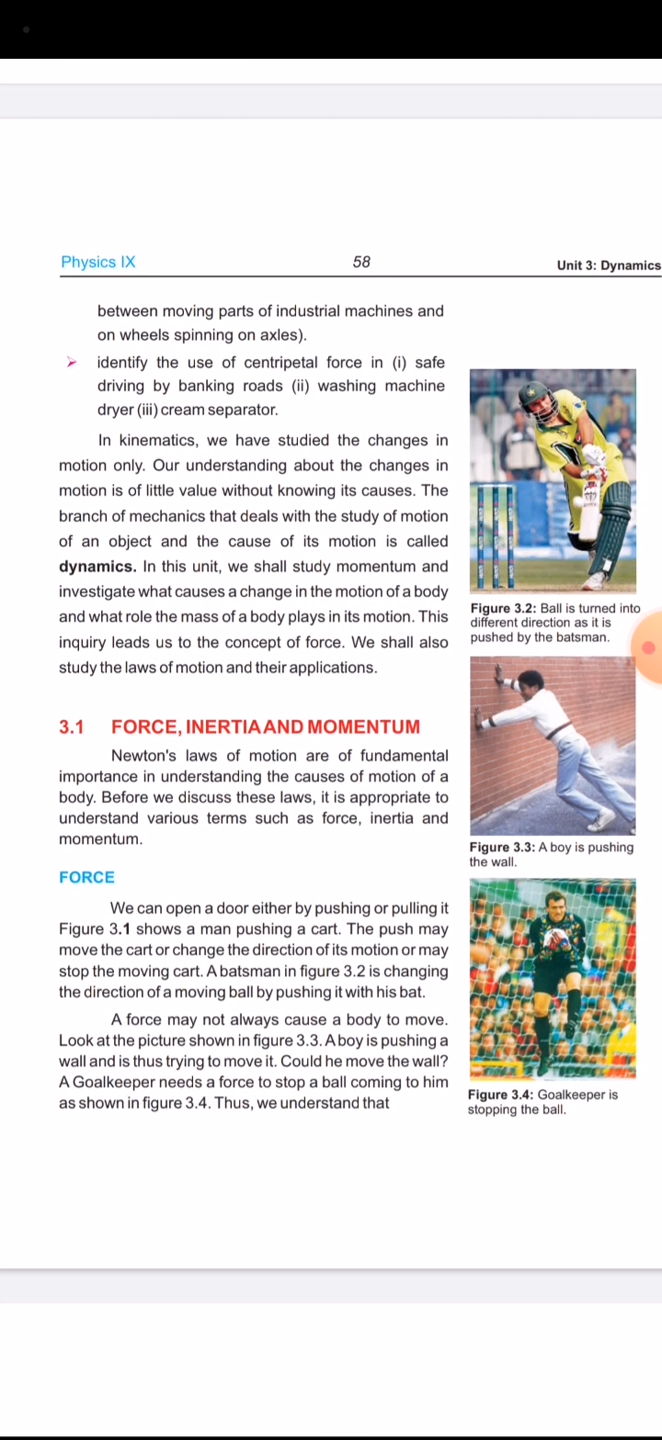 Physics IX 58 Unit 3: Dynamics
between moving parts of industrial machines and
on wheels spinning on axles).
➢ identify the use of centripetal force in (i) safe
driving by banking roads (ii) washing machine
dryer (iii) cream separator.
In kinematics, we have studied the changes in
motion only. Our understanding about the changes in
motion is of little value without knowing its causes. The
branch of mechanics that deals with the study of motion
of an object and the cause of its motion is called
dynamics. In this unit, we shall study momentum and
investigate what causes a change in the motion of a body
and what role the mass of a body plays in its motion. This
inquiry leads us to the concept of force. We shall also
study the laws of motion and their applications.
3.1 FORCE, INERTIA AND MOMENTUM
Newton's laws of motion are of fundamental
importance in understanding the causes of motion of a
body. Before we discuss these laws, it is appropriate to
understand various terms such as force, inertia and
momentum.
FORCE
We can open a door either by pushing or pulling it
Figure 3.1 shows a man pushing a cart. The push may
move the cart or change the direction of its motion or may
stop the moving cart. A batsman in figure 3.2 is changing
the direction of a moving ball by pushing it with his bat.
A force may not always cause a body to move.
Look at the picture shown in figure 3.3. A boy is pushing a
wall and is thus trying to move it. Could he move the wall?
A Goalkeeper needs a force to stop a ball coming to him
as shown in figure 3.4. Thus, we understand that
Figure 3.2: Ball is turned into
different direction as it is
pushed by the batsman.
Figure 3.3: A boy is pushing
the wall.
Figure 3.4: Goalkeeper is
stopping the ball.